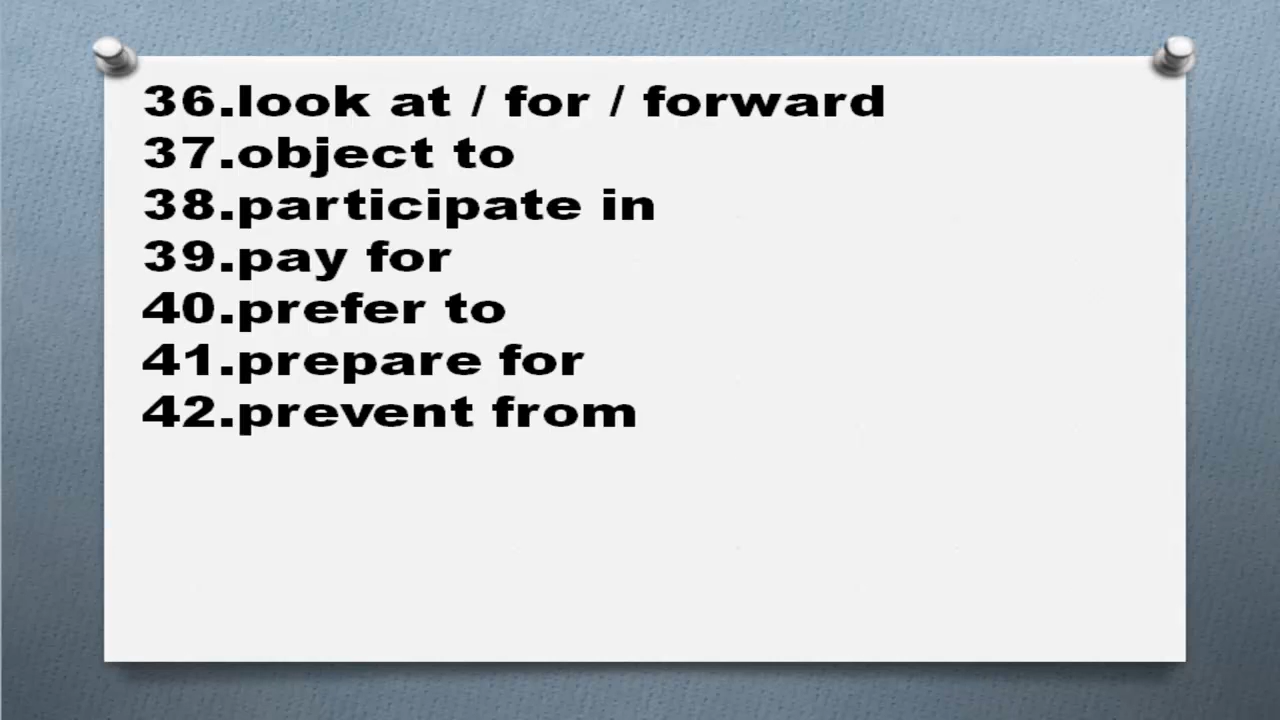 36.look at / for / forward
37.object to
38.participate in
39.pay for
40.prefer to
41.prepare for
42.prevent from